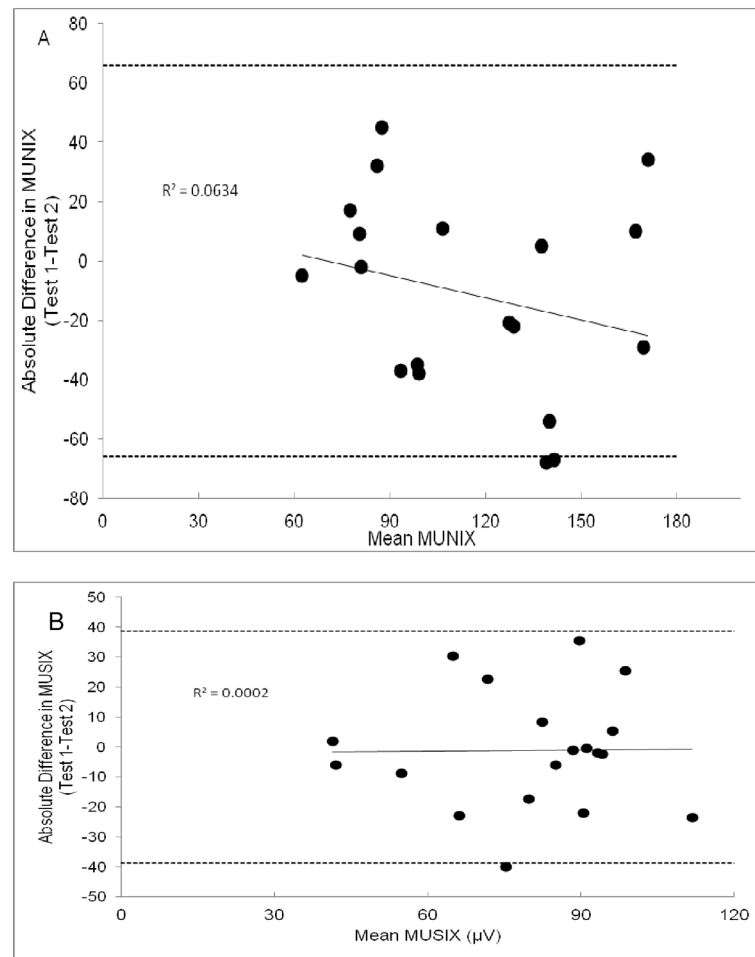 A
Absolute Difference in MUNIX
(Test 1-Test 2)
80
60
40
20
0
-20
-40
-60
-80
R² = 0.0634
0 30 60 90 120 150 180
Mean MUNIX
B
Absolute Difference in MUSIX
(Test 1-Test 2)
50
40
30
20
10
0
-10
-20
-30
-40
-50
R² = 0.0002
0 30 60 90 120
Mean MUSIX (µV)